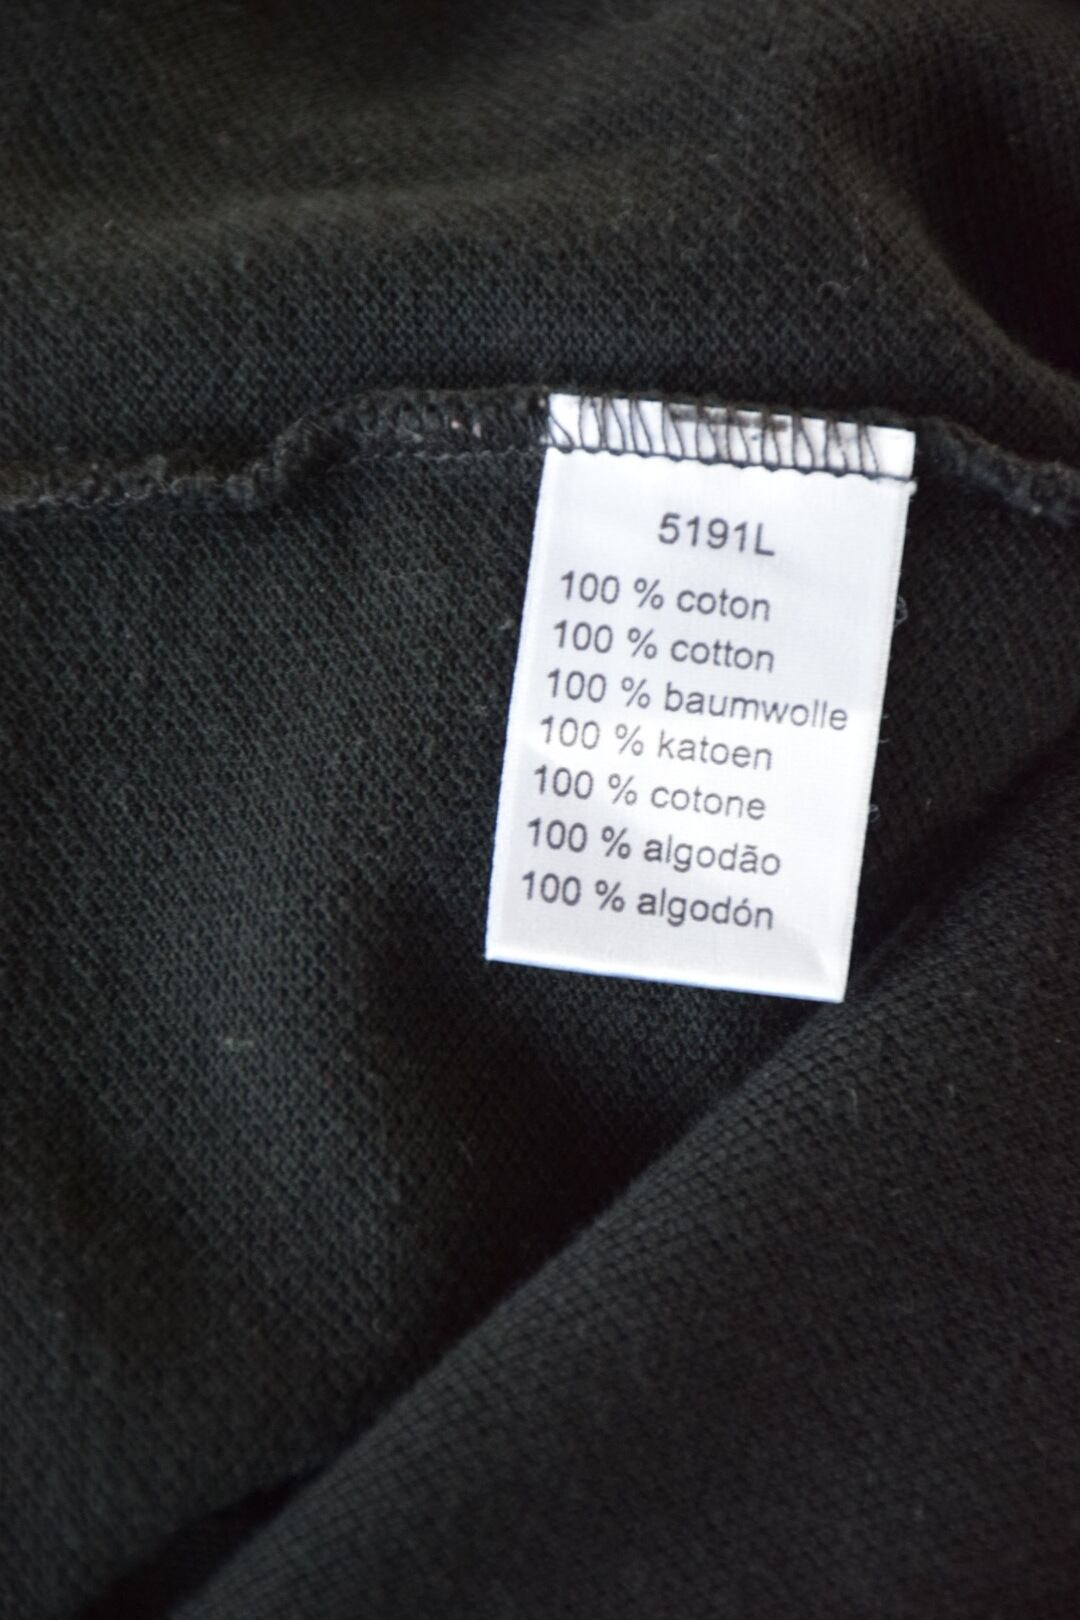 5191L
100 % coton
100 % cotton
100 % baumwolle
100 % katoen
100 % cotone
100 % algodão
100 % algodón